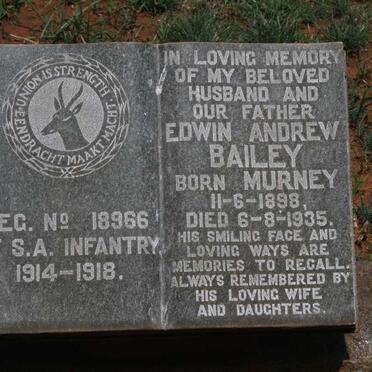 UNION IS STRENGTH
EENDRACHT MAAKT MACHT
EG. Nº 18966
S.A. INFANTRY
1914-1918.
IN LOVING MEMORY
OF MY BELOVED
HUSBAND AND
OUR FATHER
EDWIN ANDREW
BAILEY
BORN MURNEY
11-6-1898,
DIED 6-8-1935.
HIS SMILING FACE AND
LOVING WAYS ARE
MEMORIES TO RECALL.
ALWAYS REMEMBERED BY
HIS LOVING WIFE
AND DAUGHTERS.